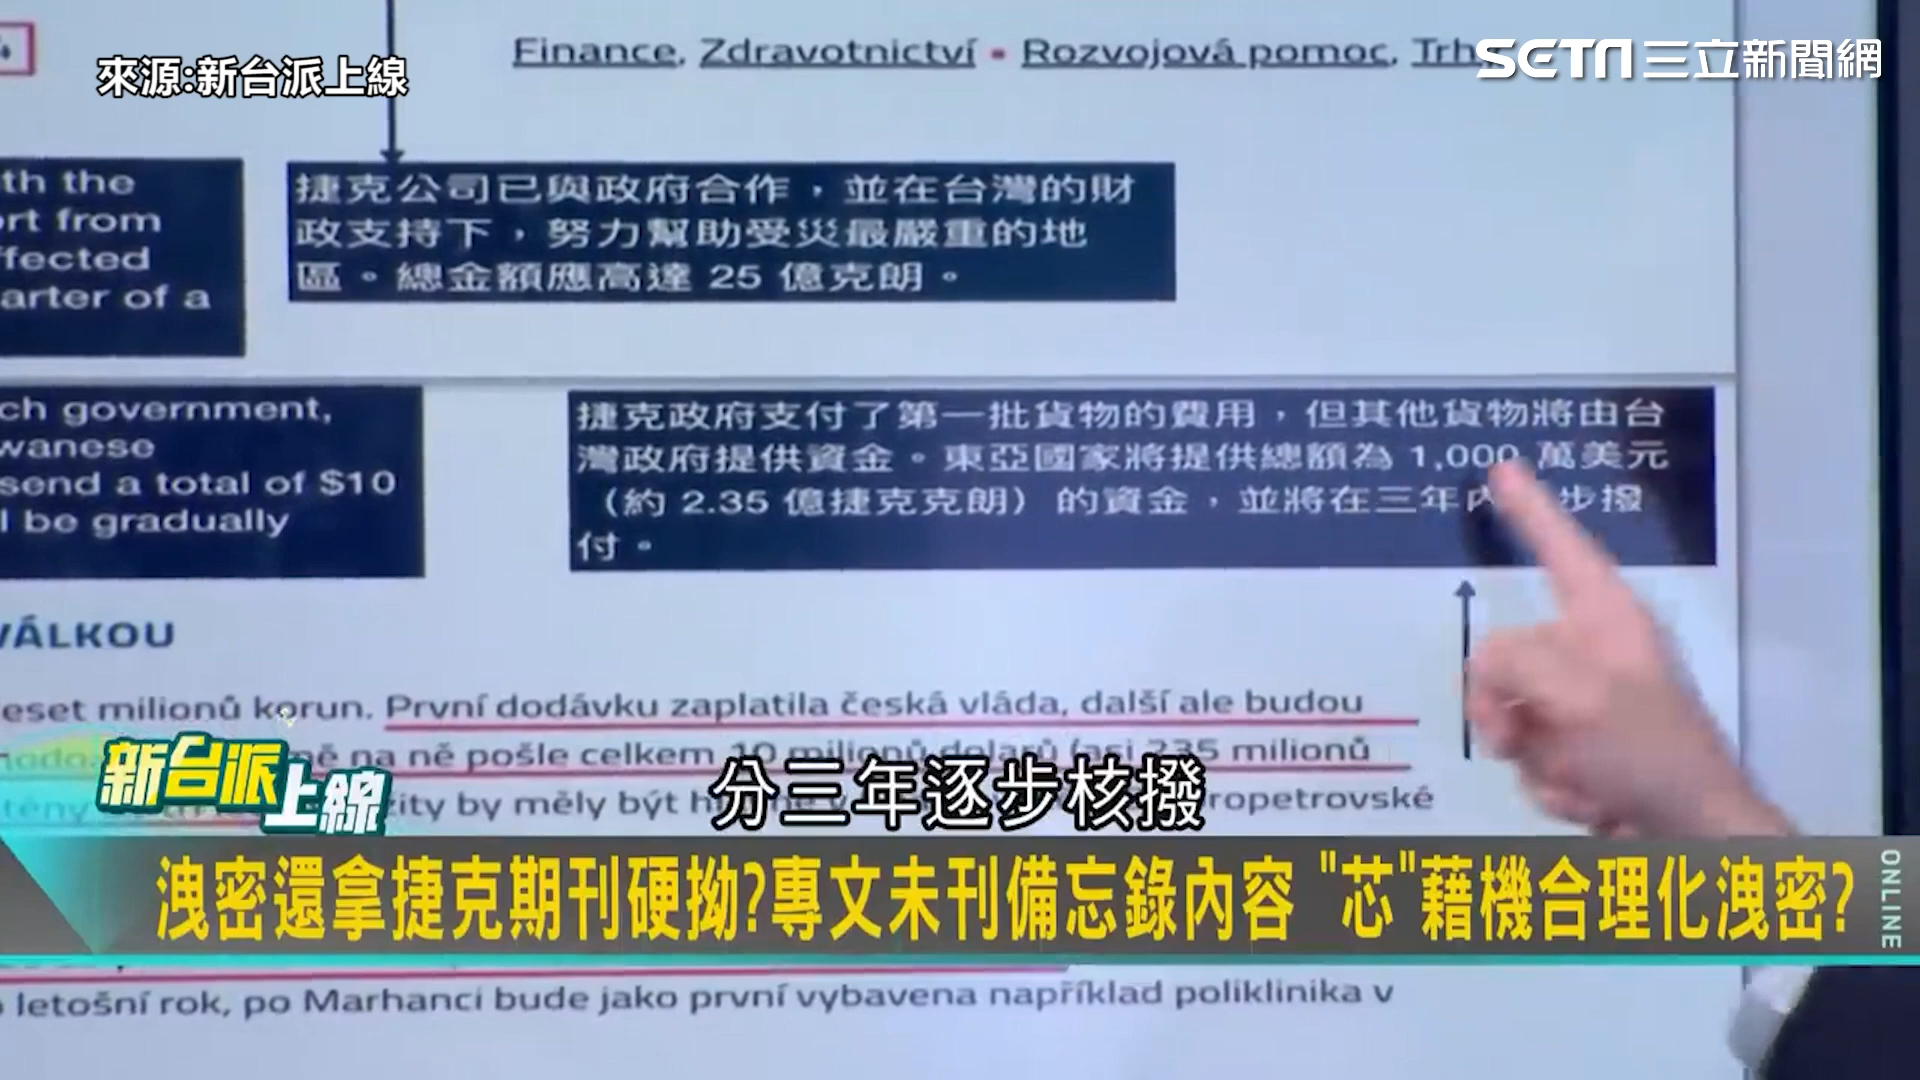 Finance, Zdravotnictví • Rozvojová pomoc, Trh
SETN三立新聞網
來源:新台派上線
th the
ort from
ffected
arter of a
捷克公司已與政府合作，並在台灣的財
政支持下，努力幫助受災最嚴重的地
區。總金額應高達 25 億克朗。
ch government,
wanese
send a total of $10
l be gradually
捷克政府支付了第一批貨物的費用，但其他貨物將由台
灣政府提供資金。東亞國家將提供總額為 1,000 萬美元
（約 2.35 億捷克克朗）的資金，並將在三年內 步撥
付。
VÁLKOU
eset milionů korun. První dodávku zaplatila česká vláda, další ale budou
na ně pošle celkem 10 milionů dolarů (asi 235 milionů
by měly být
ropetrovské
新台派上線
分三年逐步核撥
洩密還拿捷克期刊硬拗?專文未刊備忘錄內容 "芯"藉機合理化洩密?
ONLINE
letošní rok, po Marhanci bude jako první vybavena například poliklinika v